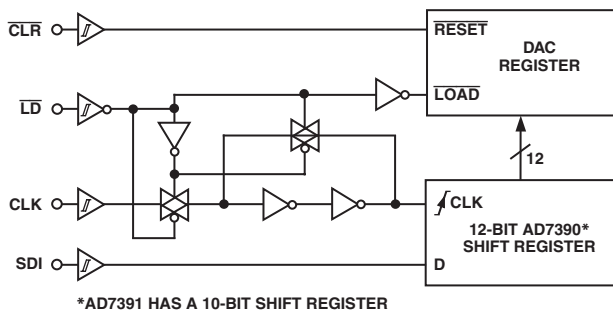 CLR
RESET
DAC
REGISTER
LD
LOAD
12
CLK
CLK
12-BIT AD7390*
SHIFT REGISTER
SDI
D
*AD7391 HAS A 10-BIT SHIFT REGISTER